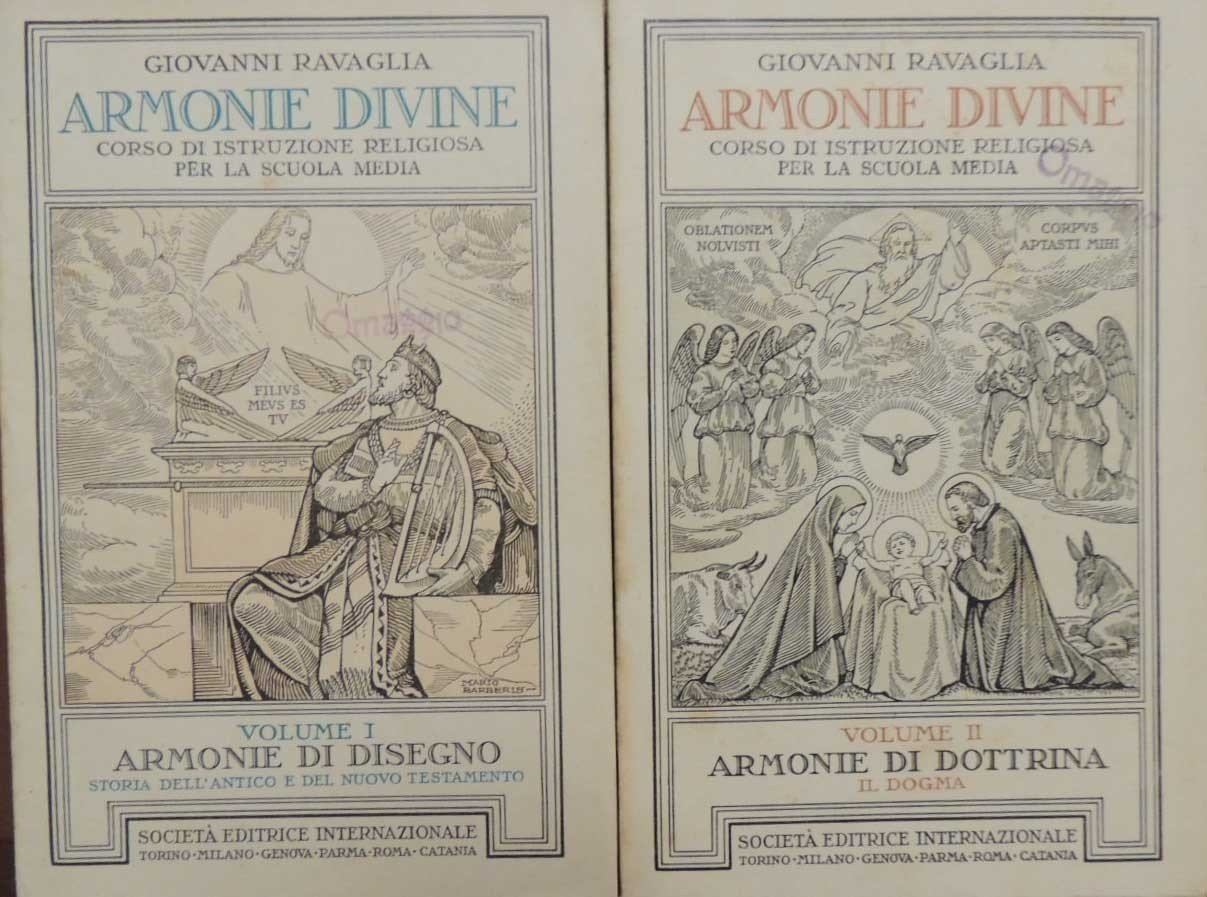 GIOVANNI RAVAGLIA
ARMONIE DIVINE
CORSO DI ISTRUZIONE RELIGIOSA
PER LA SCUOLA MEDIA
Omaggio
FILIVS
MEVS ES
TV
MARIO
BARBERIS
VOLUME I
ARMONIE DI DISEGNO
STORIA DELL'ANTICO E DEL NUOVO TESTAMENTO
SOCIETÀ EDITRICE INTERNAZIONALE
TORINO·MILANO·GENOVA·PARMA·ROMA·CATANIA
GIOVANNI RAVAGLIA
ARMONIE DIVINE
CORSO DI ISTRUZIONE RELIGIOSA
PER LA SCUOLA MEDIA
Omaggio
OBLATIONEM
NOLVISTI
CORPVS
APTASTI MIHI
VOLUME II
ARMONIE DI DOTTRINA
IL DOGMA
SOCIETÀ EDITRICE INTERNAZIONALE
TORINO·MILANO·GENOVA·PARMA·ROMA·CATANIA